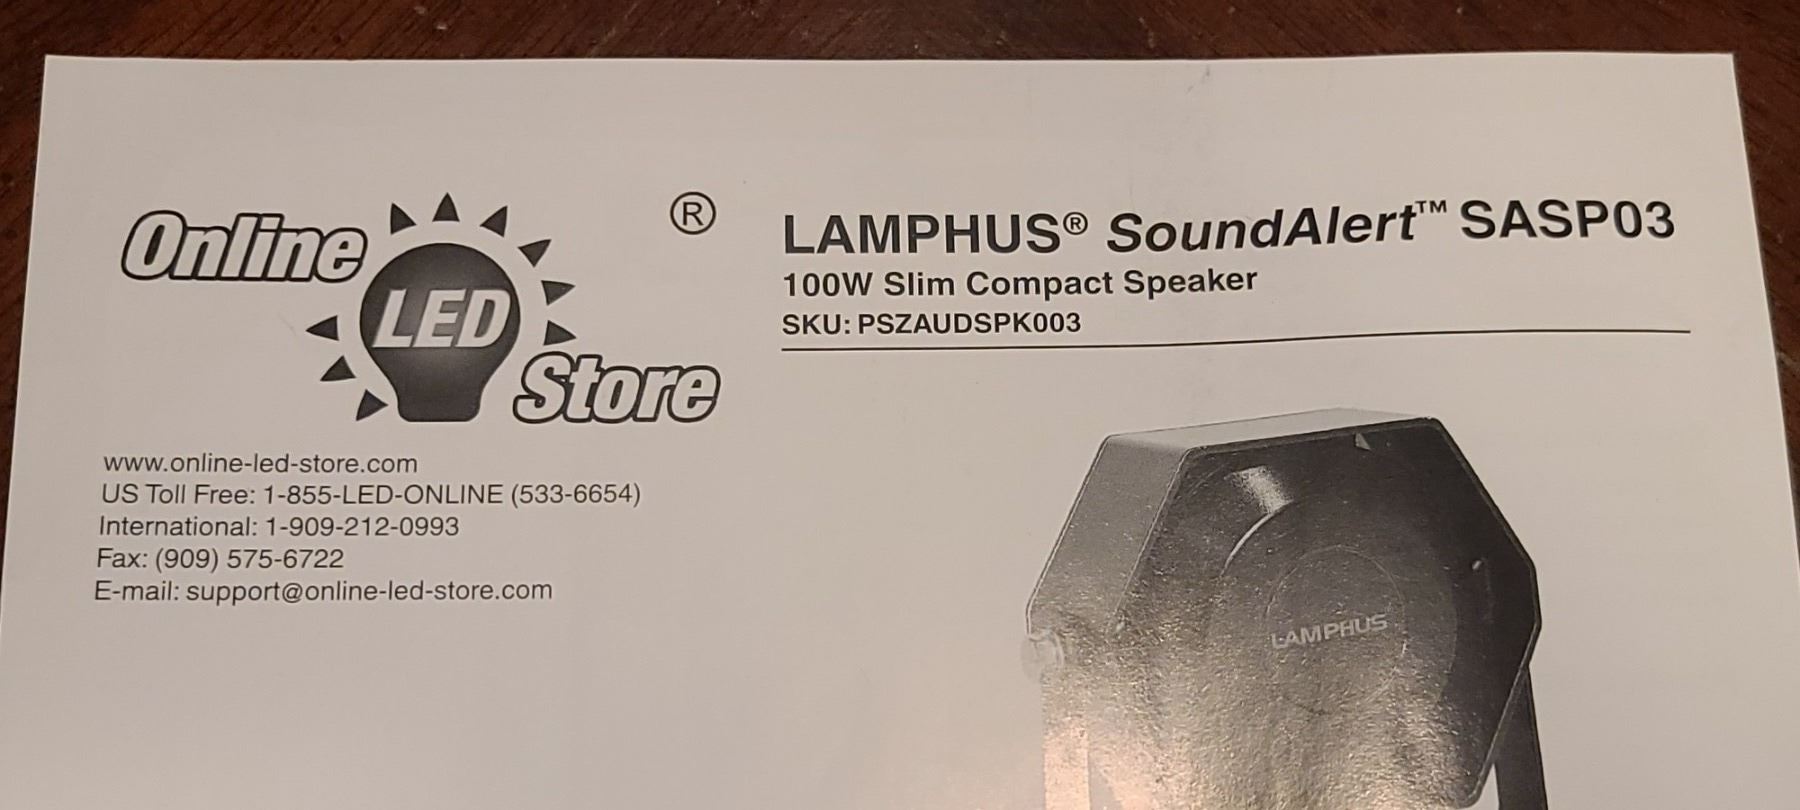 Online
LED
Store
®
www.online-led-store.com
US Toll Free: 1-855-LED-ONLINE (533-6654)
International: 1-909-212-0993
Fax: (909) 575-6722
E-mail: support@online-led-store.com
LAMPHUS® SoundAlert™ SASP03
100W Slim Compact Speaker
SKU: PSZAUDSPK003
LAMPHUS